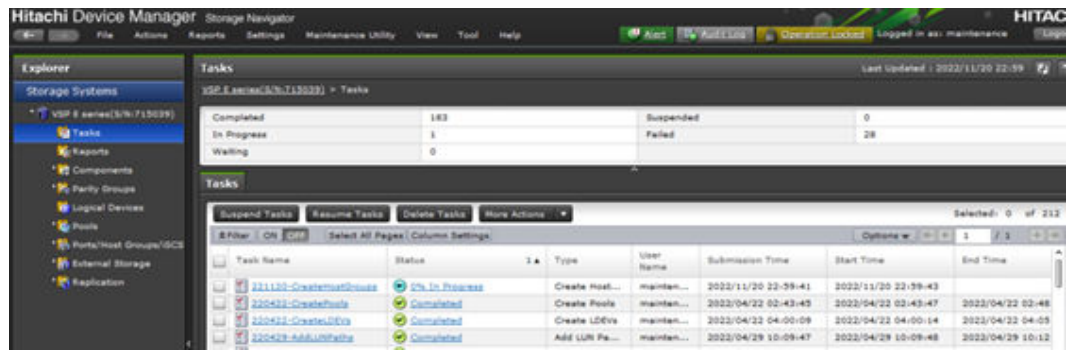 Hitachi Device Manager Storage Navigator
HITAC
File Actions Reports Settings Maintenance Utility View Tool Help
Alert Audit Log Operation Locked Logged in as: maintenance
Explorer
Storage Systems
VSP E series(S/N:715039)
Tasks
Reports
Components
Parity Groups
Logical Devices
Pools
Ports/Host Groups/iSCS
External Storage
Replication
Tasks
Last Updated : 2022/11/20 22:59
VSP E series(S/N:715039) > Tasks
Completed 183 Suspended 0
In Progress 1 Failed 28
Waiting 0
Tasks
Suspend Tasks Resume Tasks Delete Tasks More Actions
Selected: 0 of 212
Filter ON OFF Select All Pages Column Settings Options 1 / 1
Task Name Status 1 Type User Name Submission Time Start Time End Time
221120-CreateHostGroups 0% In Progress Create Host... mainten... 2022/11/20 22:59:41 2022/11/20 22:59:43
220422-CreatePools Completed Create Pools mainten... 2022/04/22 02:43:45 2022/04/22 02:43:47 2022/04/22 02:48
220422-CreateLDEVs Completed Create LDEVs mainten... 2022/04/22 04:00:09 2022/04/22 04:00:14 2022/04/22 04:05
220429-AddLUNPaths Completed Add LUN Pa... mainten... 2022/04/29 10:09:47 2022/04/29 10:09:48 2022/04/29 10:12